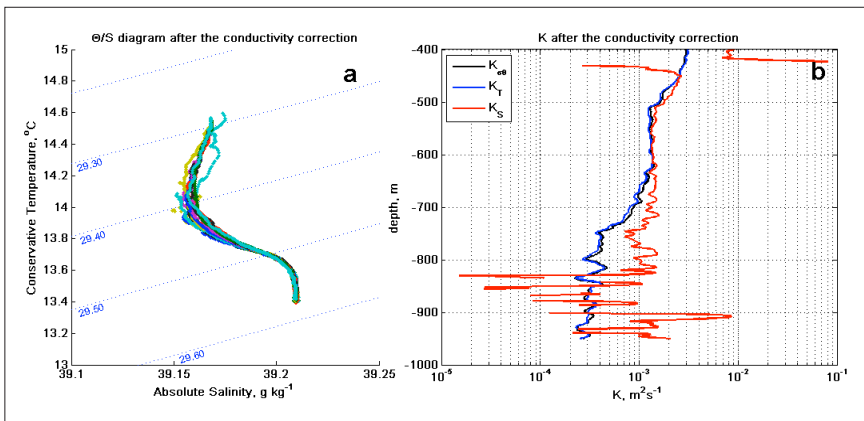 Θ/S diagram after the conductivity correction
a
Conservative Temperature, °C
15
14.8
14.6
14.4
14.2
14
13.8
13.6
13.4
13.2
13
29.30
29.40
29.50
29.60
39.1
39.15
39.2
39.25
Absolute Salinity, g kg⁻¹
K after the conductivity correction
b
Kσθ
KT
KS
depth, m
-400
-500
-600
-700
-800
-900
-1000
10⁻⁵
10⁻⁴
10⁻³
10⁻²
10⁻¹
K, m²s⁻¹